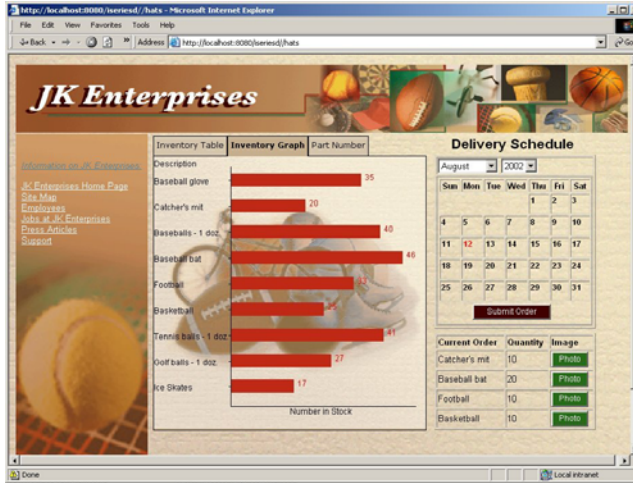 http://localhost:8080/iseriesd//hats - Microsoft Internet Explorer
File Edit View Favorites Tools Help
Back Address http://localhost:8080/iseriesd//hats Go
JK Enterprises
Information on JK Enterprises:
JK Enterprises Home Page
Site Map
Employees
Jobs at JK Enterprises
Press Articles
Support
Inventory Table Inventory Graph Part Number
Description
Baseball glove 35
Catcher's mit 20
Baseballs - 1 doz. 40
Baseball bat 46
Football
Basketball
Tennis balls - 1 doz. 41
Golf balls - 1 doz. 27
Ice Skates 17
Number in Stock
Delivery Schedule
August 2002
Sun Mon Tue Wed Thu Fri Sat
1 2 3
4 5 6 7 8 9 10
11 12 13 14 15 16 17
18 19 20 21 22 23 24
25 26 27 28 29 30 31
Submit Order
Current Order Quantity Image
Catcher's mit 10 Photo
Baseball bat 20 Photo
Football 10 Photo
Basketball 10 Photo
Done Local intranet